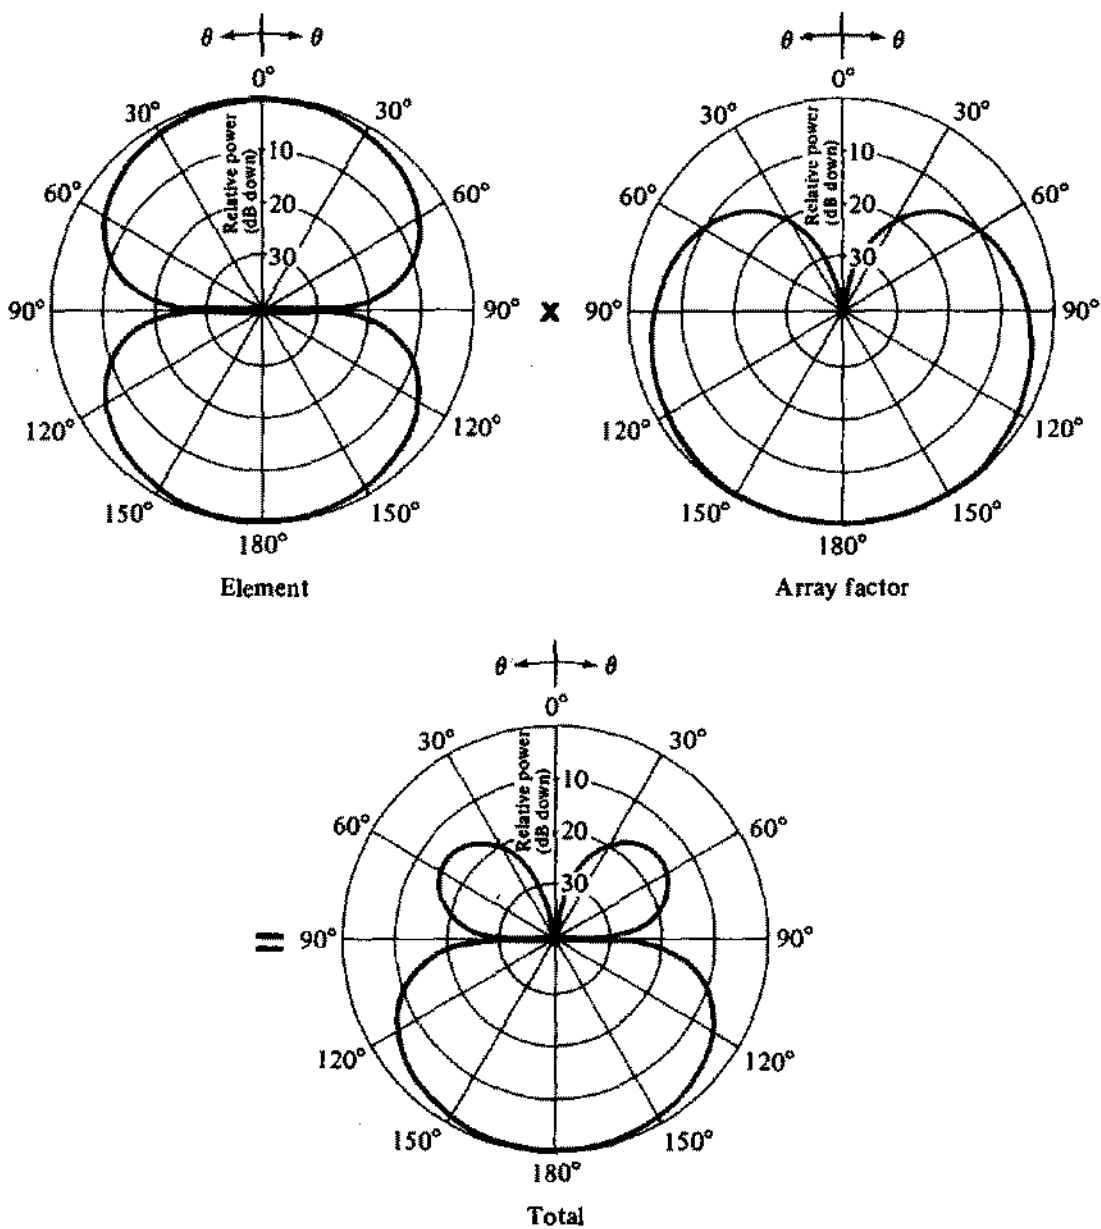 θ θ
0°
30° 30°
60° 60°
90° 90°
120° 120°
150° 150°
180°
Relative power
(dB down)
10
20
30
Element
x
θ θ
0°
30° 30°
60° 60°
90° 90°
120° 120°
150° 150°
180°
Relative power
(dB down)
10
20
30
Array factor
=
θ θ
0°
30° 30°
60° 60°
90° 90°
120° 120°
150° 150°
180°
Relative power
(dB down)
10
20
30
Total